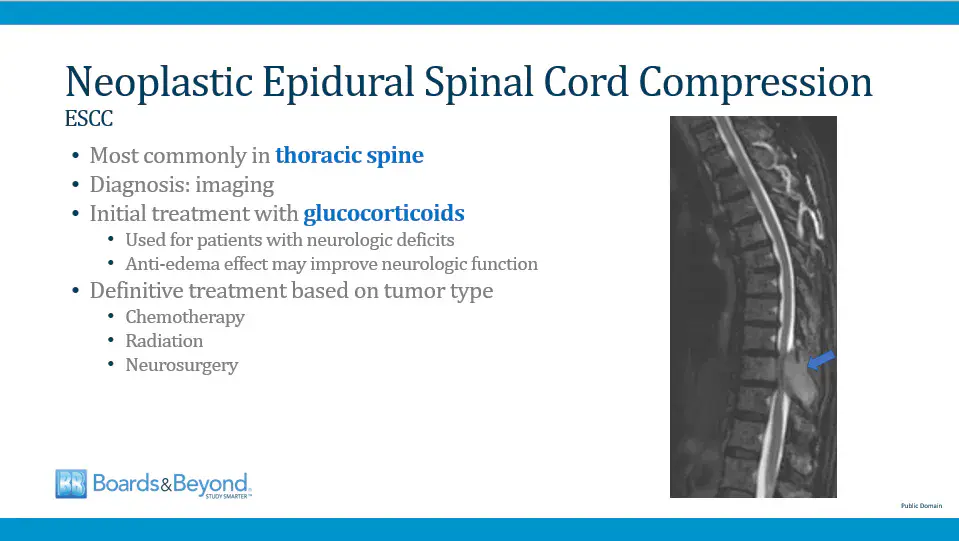 Neoplastic Epidural Spinal Cord Compression
ESCC
• Most commonly in thoracic spine
• Diagnosis: imaging
• Initial treatment with glucocorticoids
• Used for patients with neurologic deficits
• Anti-edema effect may improve neurologic function
• Definitive treatment based on tumor type
• Chemotherapy
• Radiation
• Neurosurgery
BB Boards&Beyond.
STUDY SMARTER™
Public Domain